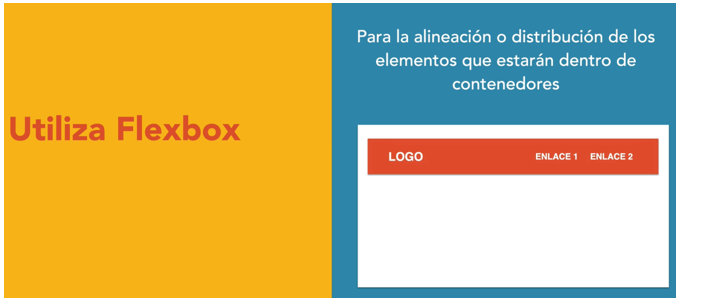 Utiliza Flexbox
Para la alineación o distribución de los
elementos que estarán dentro de
contenedores
LOGO
ENLACE 1
ENLACE 2